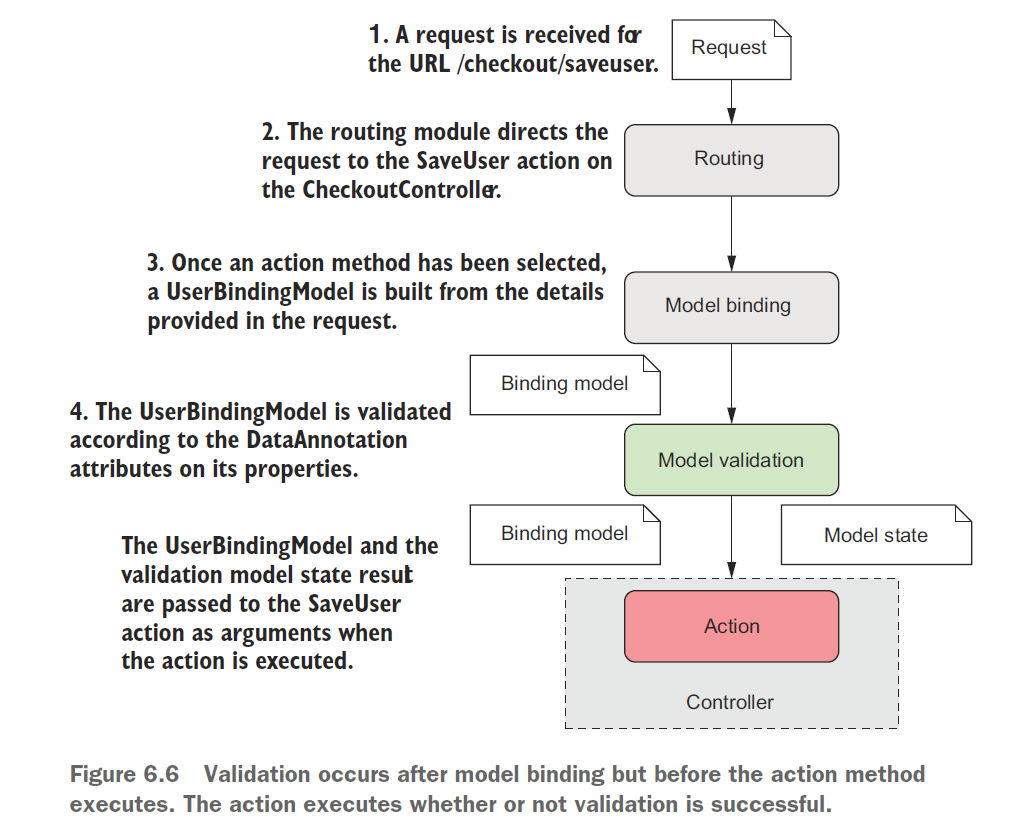 1. A request is received for
the URL /checkout/saveuser.
Request
2. The routing module directs the
request to the SaveUser action on
the CheckoutController.
Routing
3. Once an action method has been selected,
a UserBindingModel is built from the details
provided in the request.
Model binding
Binding model
4. The UserBindingModel is validated
according to the DataAnnotation
attributes on its properties.
Model validation
Binding model
Model state
The UserBindingModel and the
validation model state result
are passed to the SaveUser
action as arguments when
the action is executed.
Action
Controller
Figure 6.6 Validation occurs after model binding but before the action method
executes. The action executes whether or not validation is successful.